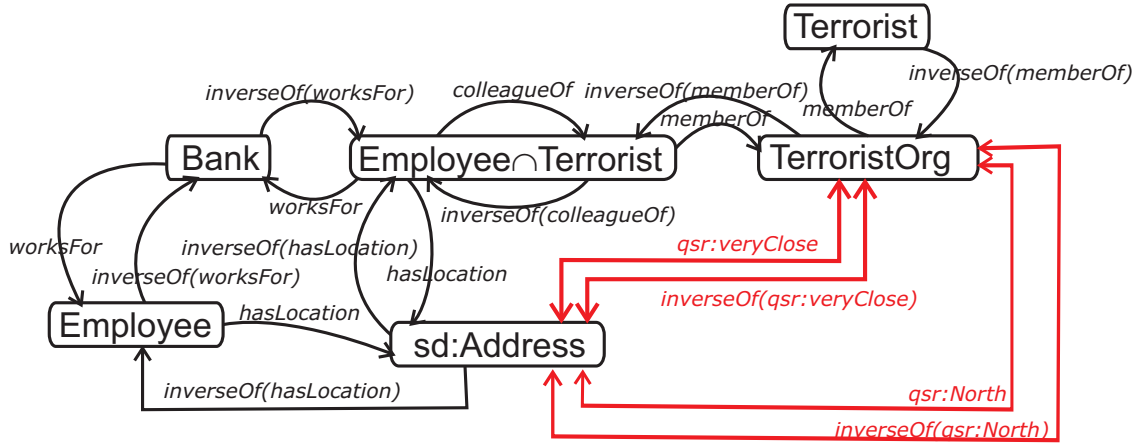 Terrorist
inverseOf(memberOf)
memberOf
inverseOf(worksFor)
colleagueOf
inverseOf(memberOf)
memberOf
Bank
Employee∩Terrorist
TerroristOrg
worksFor
inverseOf(colleagueOf)
worksFor
inverseOf(hasLocation)
inverseOf(worksFor)
hasLocation
qsr:veryClose
inverseOf(qsr:veryClose)
Employee
hasLocation
sd:Address
inverseOf(hasLocation)
qsr:North
inverseOf(qsr:North)